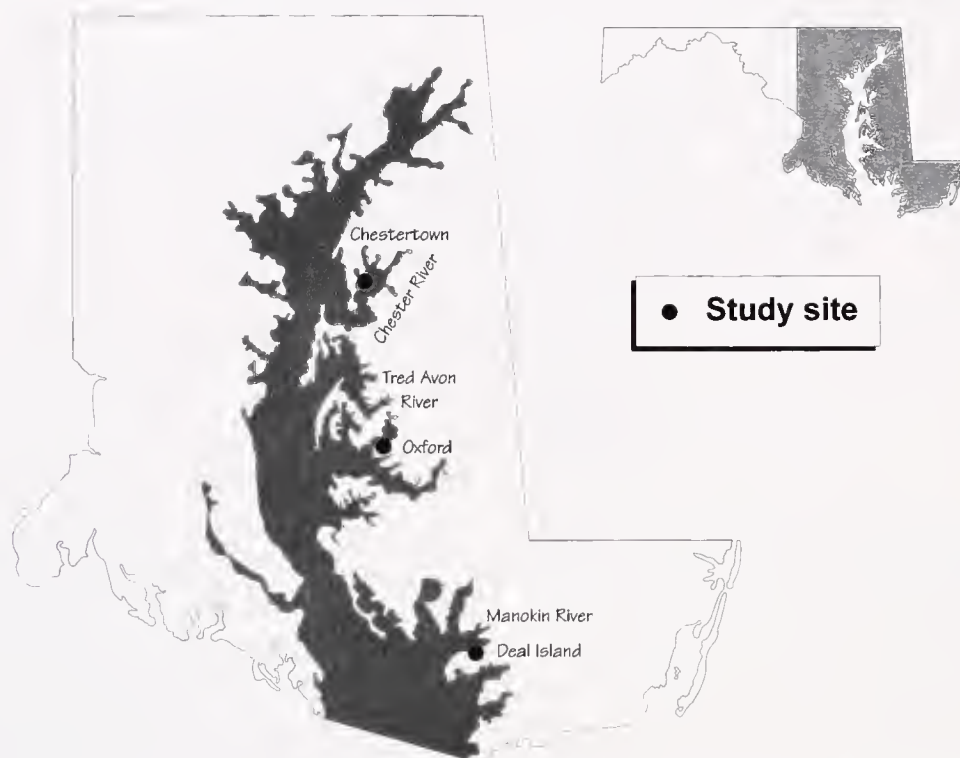 Chestertown
Chester River
Study site
Tred Avon
River
Oxford
Manokin River
Deal Island